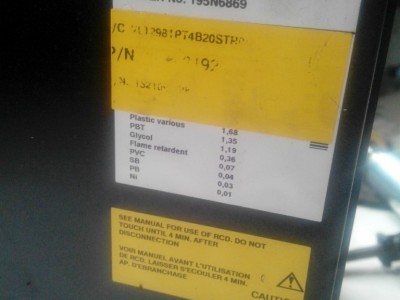 NO: 195N6869
P/N
Plastic various 1,68
PBT 1,35
Glycol 1,19
Flame retardent 0,36
PVC 0,07
SB 0,04
PB 0,03
Ni 0,01
SEE MANUAL FOR USE OF RCD. DO NOT
TOUCH UNTIL 4 MIN. AFTER
DISCONNECTION
VOIR MANUEL AVANT L'UTILISATION
DE RCD. LAISSER S'ECOULER 4 MIN.
AP. D'EBRANCHAGE